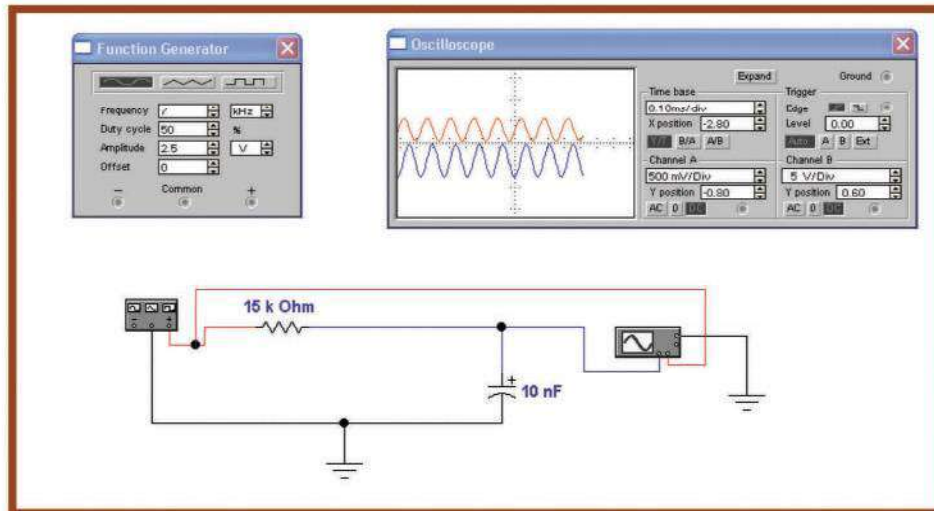 Function Generator
Frequency 7 kHz
Duty cycle 50 %
Amplitude 2.5 V
Offset 0
− Common +
Oscilloscope
Expand Ground
Time base
0.10ms/div
X position -2.80
B/A A/B
Trigger
Edge
Level 0.00
Auto A B Ext
Channel A
500 mV/Div
Y position -0.80
AC 0 DC
Channel B
5 V/Div
Y position 0.60
AC 0 DC
15 k Ohm
− +
+
10 nF